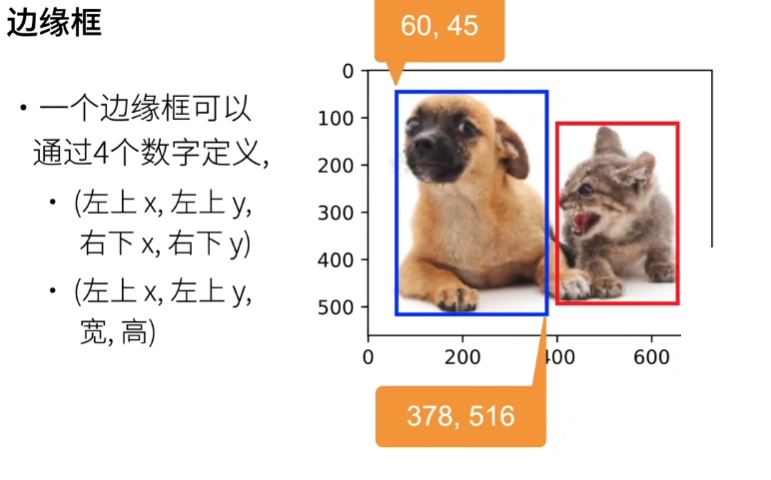 边缘框
• 一个边缘框可以
通过4个数字定义,
• (左上 x, 左上 y,
右下 x, 右下 y)
• (左上 x, 左上 y,
宽, 高)
60, 45
0
100
200
300
400
500
0 200 400 600
378, 516